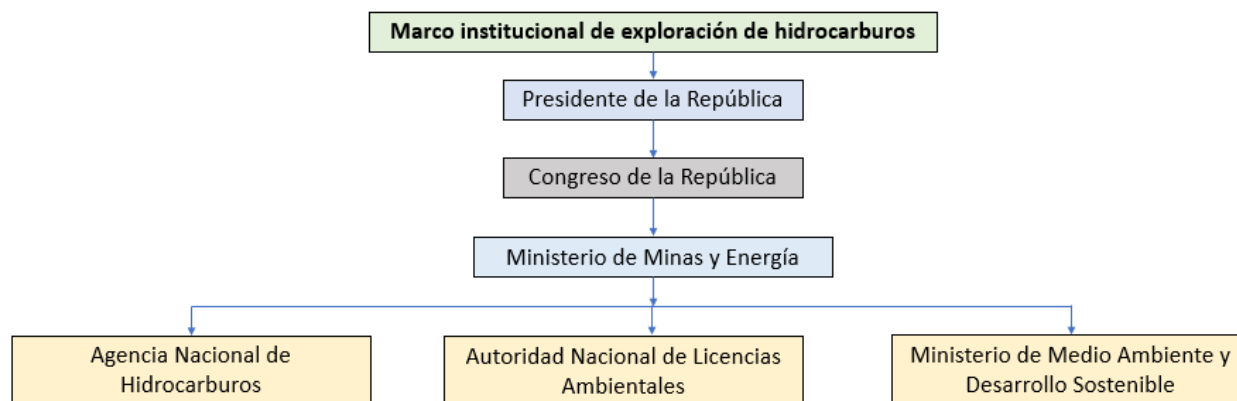 Marco institucional de exploración de hidrocarburos
Presidente de la República
Congreso de la República
Ministerio de Minas y Energía
Agencia Nacional de
Hidrocarburos
Autoridad Nacional de Licencias
Ambientales
Ministerio de Medio Ambiente y
Desarrollo Sostenible